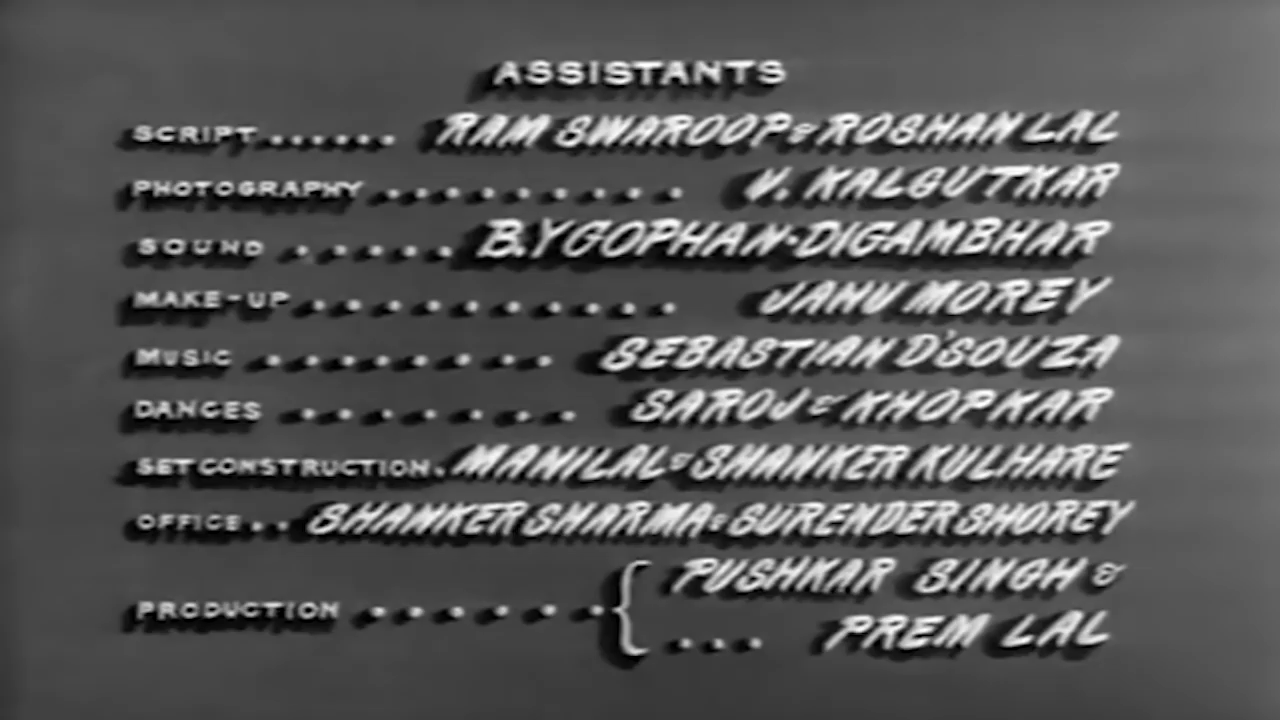 ASSISTANTS
SCRIPT...... RAM SWAROOP & ROSHAN LAL
PHOTOGRAPHY.......... V. KALGUTKAR
SOUND ..... B.YGOPHAN-DIGAMBHAR
MAKE-UP .......... JANU MOREY
MUSIC ........ SEBASTIAN D'SOUZA
DANCES ........ SAROJ & KHOPKAR
SET CONSTRUCTION. MANILAL & SHANKER KULHARE
OFFICE.. SHANKER SHARMA & SURENDER SHOREY
PRODUCTION ...... { PUSHKAR SINGH &
... PREM LAL